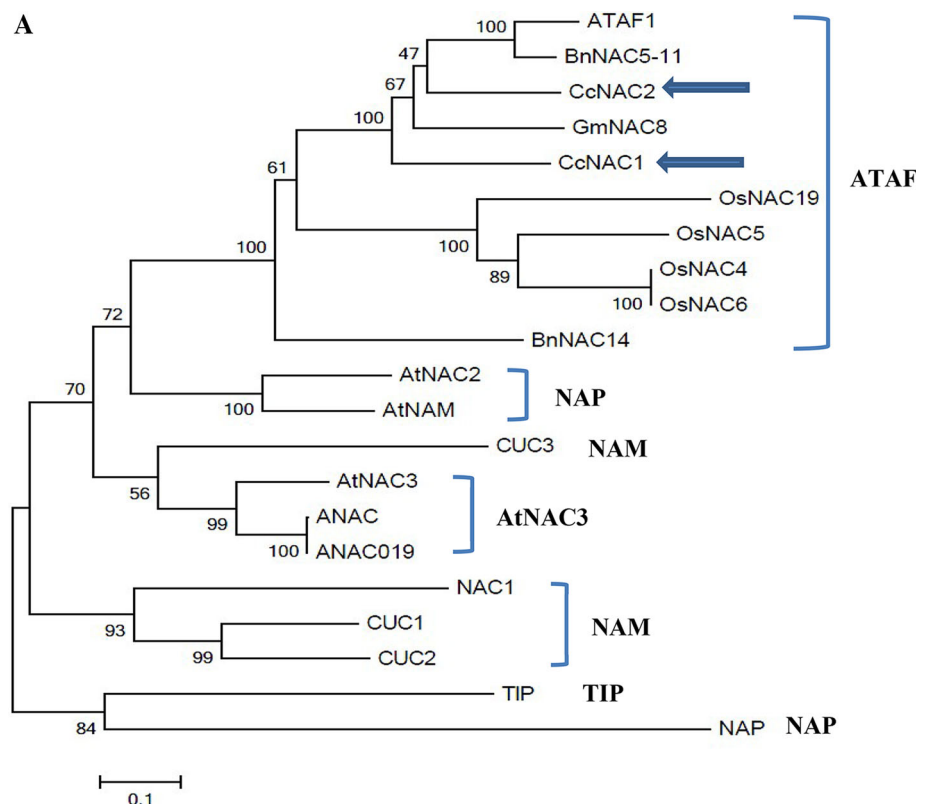 A
100
ATAF1
BnNAC5-11
47
CcNAC2
67
GmNAC8
100
CcNAC1
ATAF
61
OsNAC19
100
OsNAC5
100
89
OsNAC4
100
OsNAC6
72
BnNAC14
70
AtNAC2
100
AtNAM
NAP
CUC3
NAM
56
AtNAC3
99
ANAC
AtNAC3
100
ANAC019
NAC1
93
CUC1
NAM
99
CUC2
TIP
TIP
84
NAP
NAP
0.1